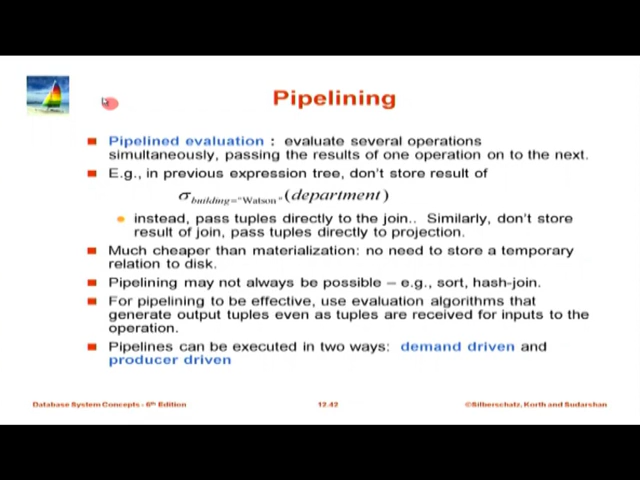 Pipelining
Pipelined evaluation : evaluate several operations
simultaneously, passing the results of one operation on to the next.
E.g., in previous expression tree, don't store result of
σ building="Watson" (department)
instead, pass tuples directly to the join.. Similarly, don't store
result of join, pass tuples directly to projection.
Much cheaper than materialization: no need to store a temporary
relation to disk.
Pipelining may not always be possible – e.g., sort, hash-join.
For pipelining to be effective, use evaluation algorithms that
generate output tuples even as tuples are received for inputs to the
operation.
Pipelines can be executed in two ways: demand driven and
producer driven
Database System Concepts - 6th Edition
12.42
©Silberschatz, Korth and Sudarshan